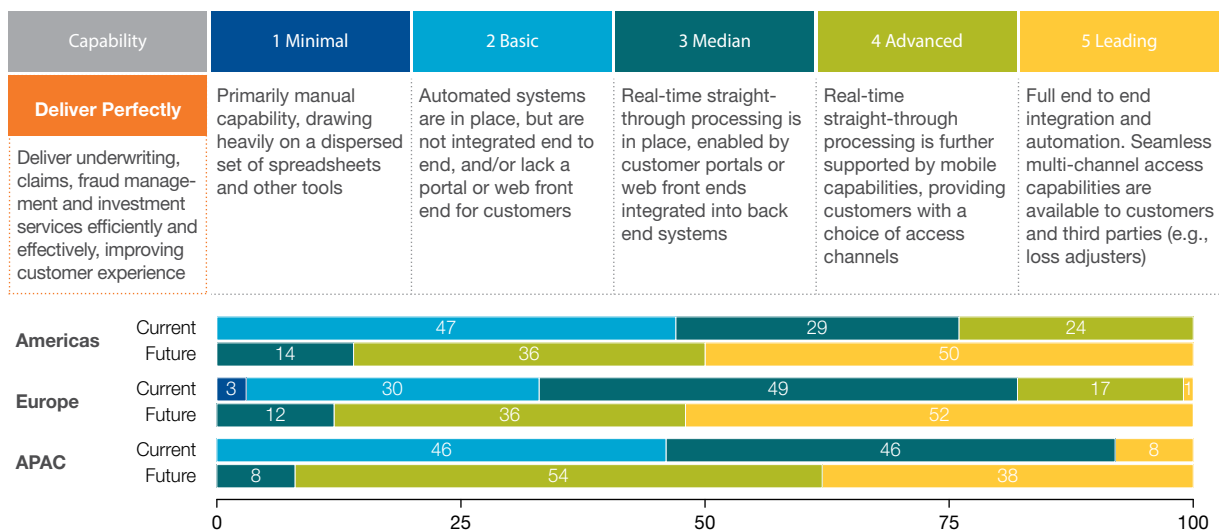 Capability
1 Minimal
2 Basic
3 Median
4 Advanced
5 Leading
Deliver Perfectly
Deliver underwriting,
claims, fraud manage-
ment and investment
services efficiently and
effectively, improving
customer experience
Primarily manual
capability, drawing
heavily on a dispersed
set of spreadsheets
and other tools
Automated systems
are in place, but are
not integrated end to
end, and/or lack a
portal or web front
end for customers
Real-time straight-
through processing is
in place, enabled by
customer portals or
web front ends
integrated into back
end systems
Real-time
straight-through
processing is further
supported by mobile
capabilities, providing
customers with a
choice of access
channels
Full end to end
integration and
automation. Seamless
multi-channel access
capabilities are
available to customers
and third parties (e.g.,
loss adjusters)
Americas
Current 47 29 24
Future 14 36 50
Europe
Current 3 30 49 17 1
Future 12 36 52
APAC
Current 46 46 8
Future 8 54 38
0 25 50 75 100